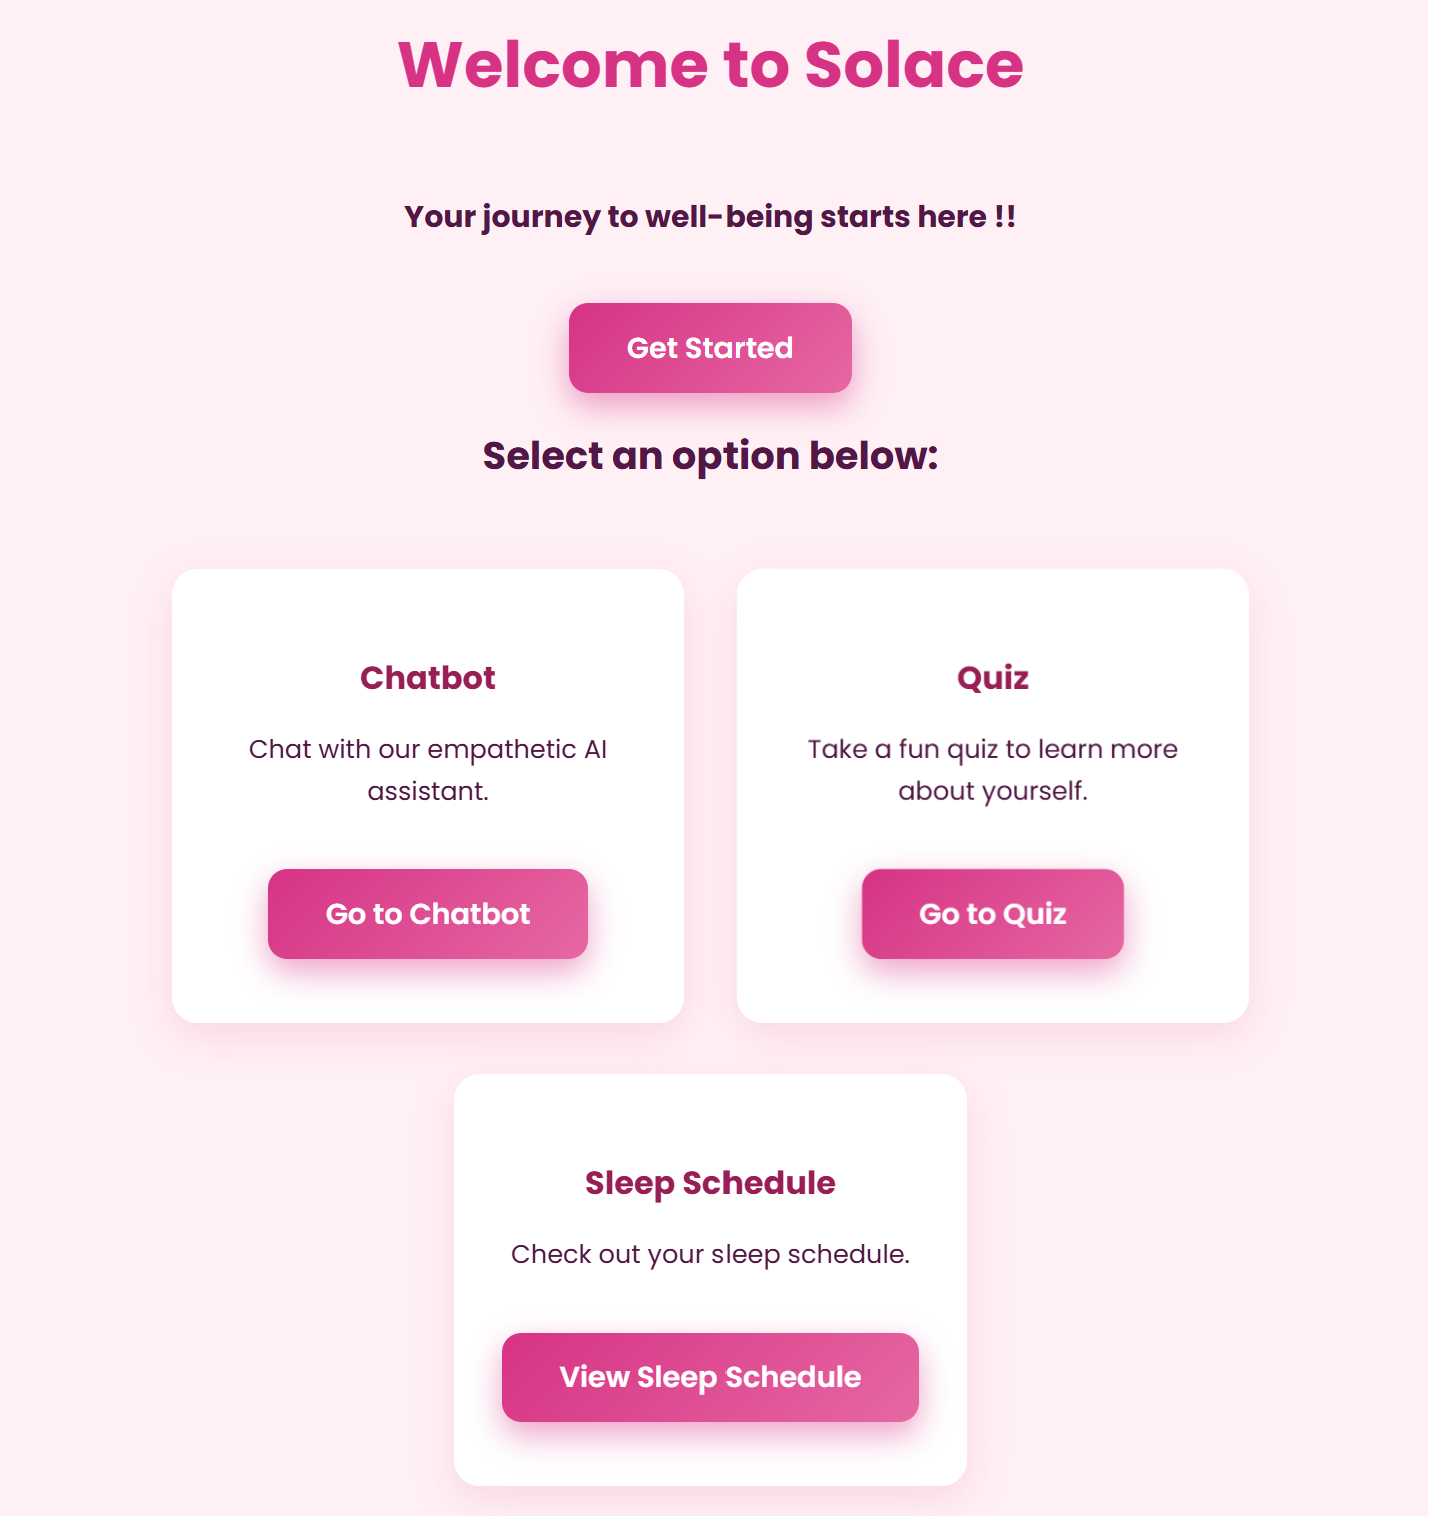 Welcome to Solace
Your journey to well-being starts here !!
Get Started
Select an option below:
Chatbot
Chat with our empathetic AI
assistant.
Go to Chatbot
Quiz
Take a fun quiz to learn more
about yourself.
Go to Quiz
Sleep Schedule
Check out your sleep schedule.
View Sleep Schedule